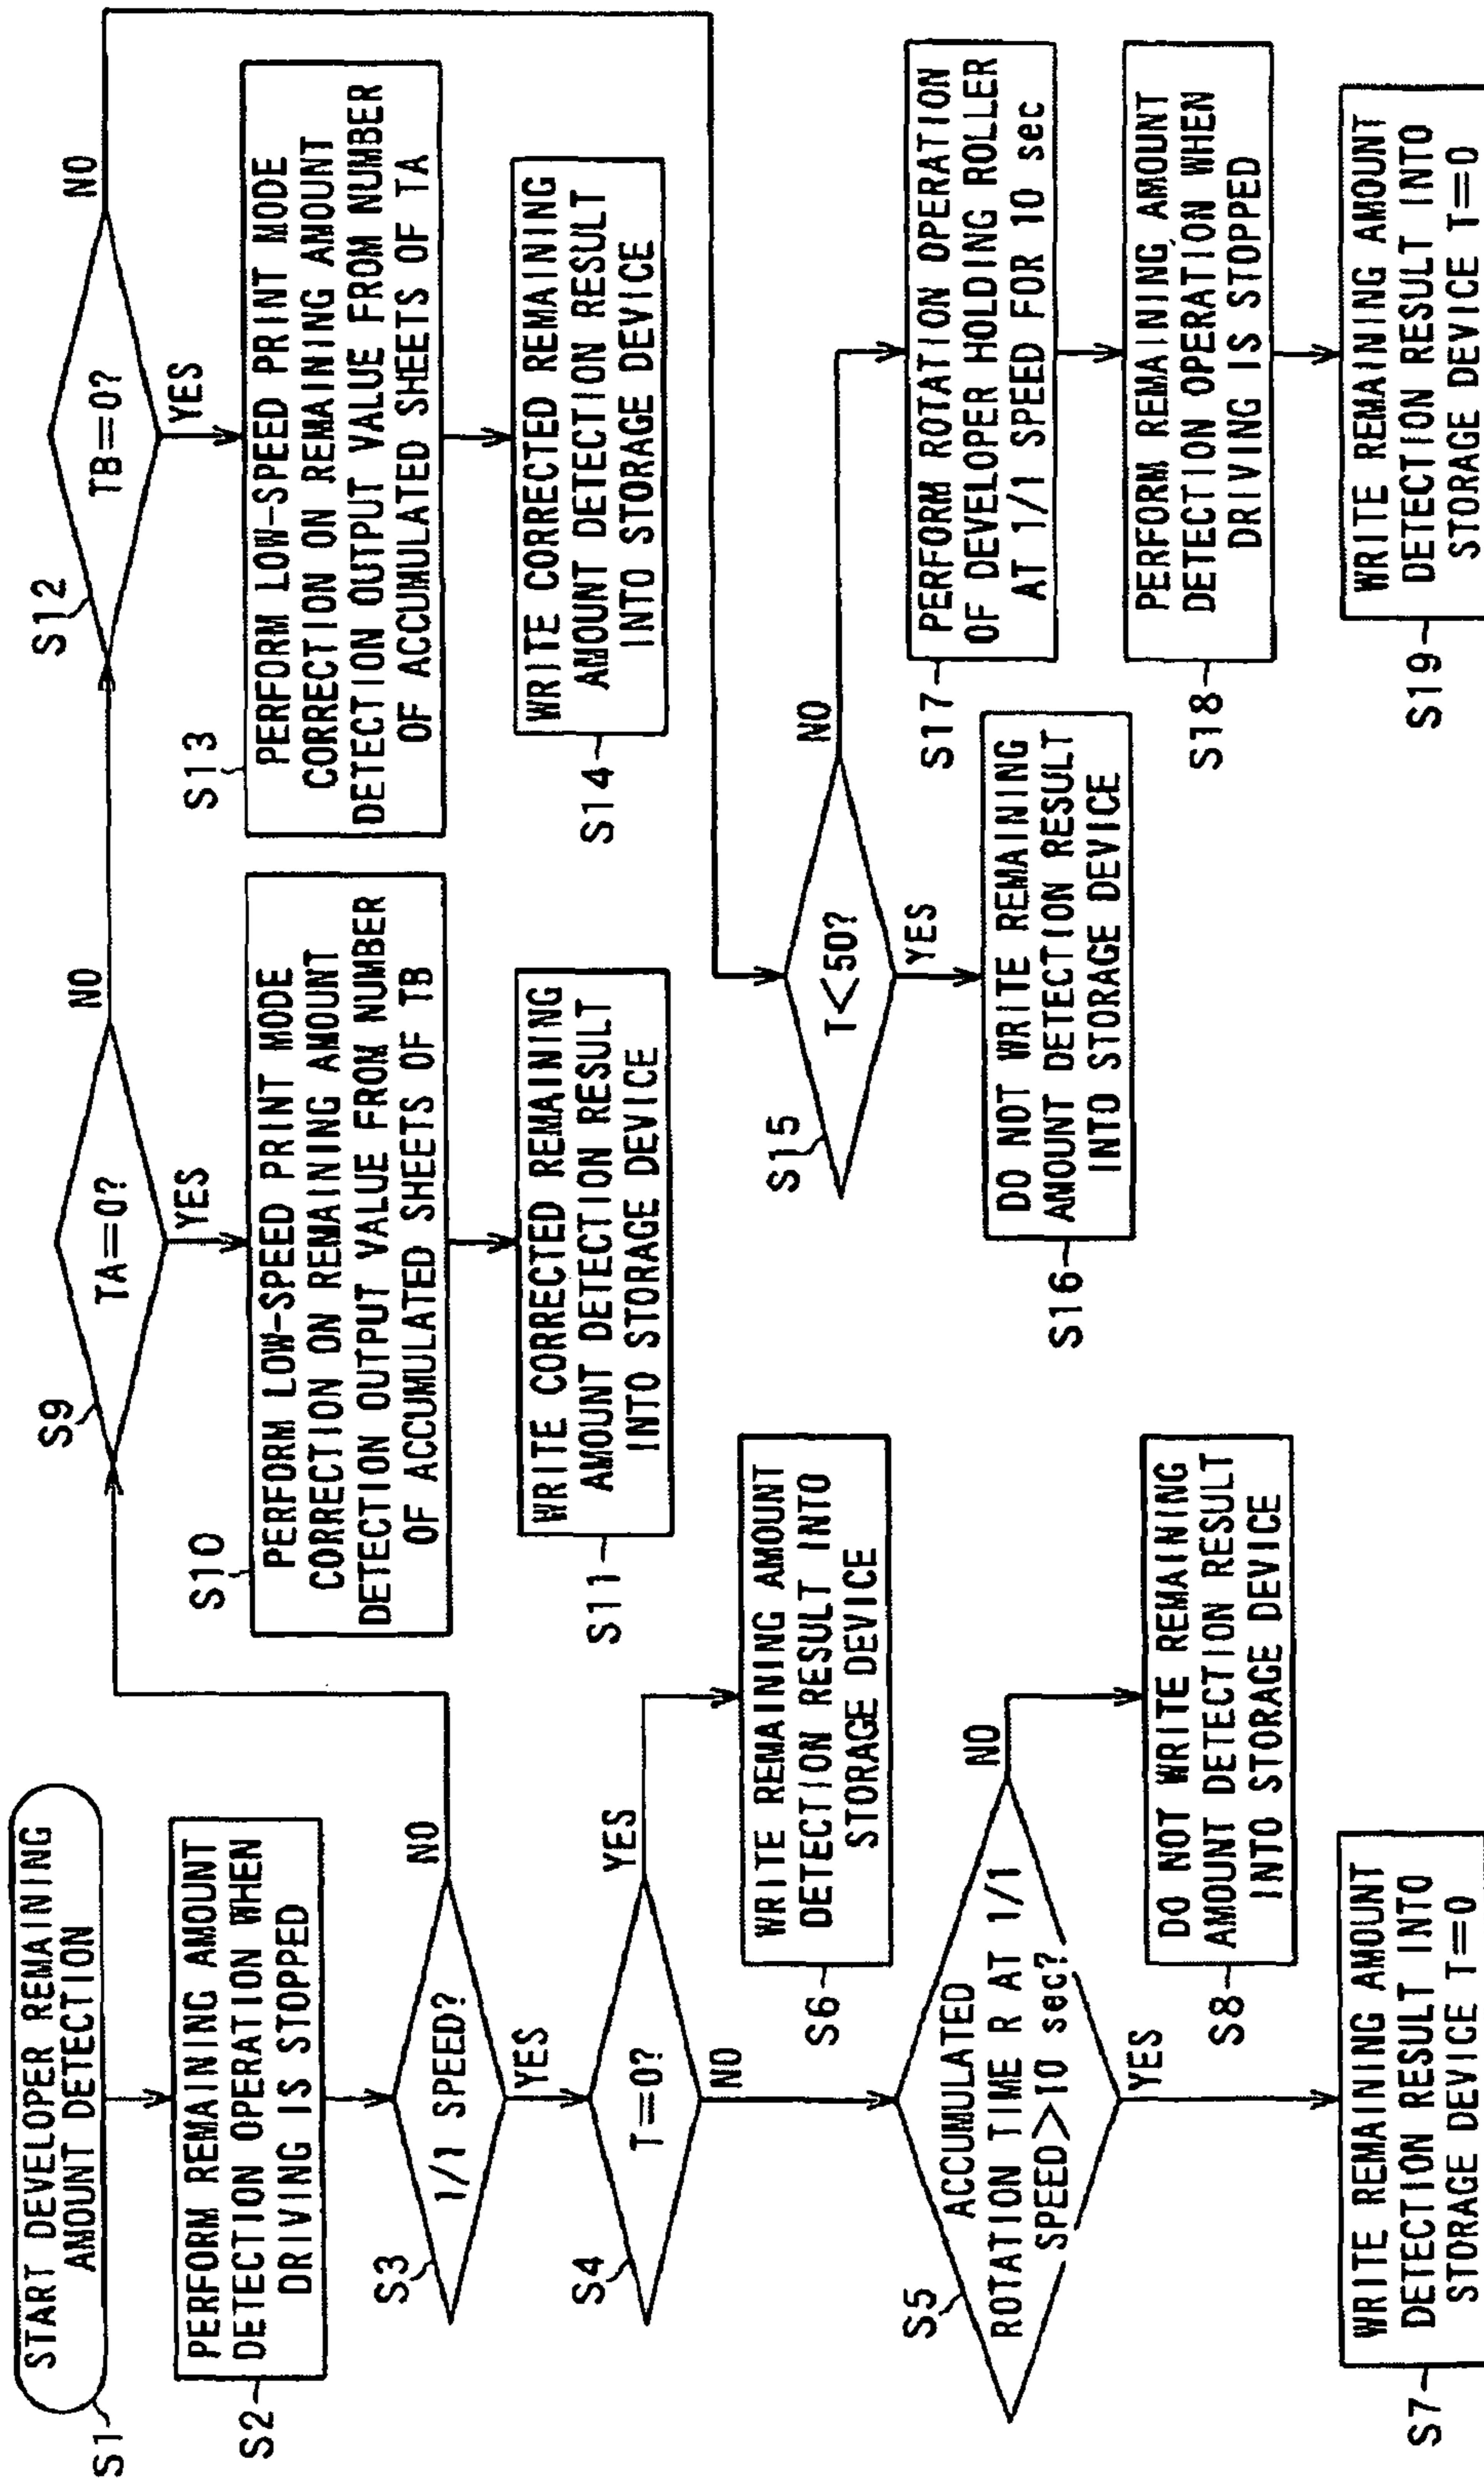 S1
START DEVELOPER REMAINING
AMOUNT DETECTION
S2
PERFORM REMAINING AMOUNT
DETECTION OPERATION WHEN
DRIVING IS STOPPED
S3
1/1 SPEED?
NO
YES
S4
T=0?
YES
NO
S5
ACCUMULATED
ROTATION TIME R AT 1/1
SPEED>10 sec?
NO
YES
S6
WRITE REMAINING AMOUNT
DETECTION RESULT INTO
STORAGE DEVICE
S7
WRITE REMAINING AMOUNT
DETECTION RESULT INTO
STORAGE DEVICE T=0
S8
DO NOT WRITE REMAINING
AMOUNT DETECTION RESULT
INTO STORAGE DEVICE
S9
TA=0?
NO
YES
S10
PERFORM LOW-SPEED PRINT MODE
CORRECTION ON REMAINING AMOUNT
DETECTION OUTPUT VALUE FROM NUMBER
OF ACCUMULATED SHEETS OF TB
S11
WRITE CORRECTED REMAINING
AMOUNT DETECTION RESULT
INTO STORAGE DEVICE
S12
TB=0?
NO
YES
S13
PERFORM LOW-SPEED PRINT MODE
CORRECTION ON REMAINING AMOUNT
DETECTION OUTPUT VALUE FROM NUMBER
OF ACCUMULATED SHEETS OF TA
S14
WRITE CORRECTED REMAINING
AMOUNT DETECTION RESULT
INTO STORAGE DEVICE
S15
T<50?
NO
YES
S16
DO NOT WRITE REMAINING
AMOUNT DETECTION RESULT
INTO STORAGE DEVICE
S17
PERFORM ROTATION OPERATION
OF DEVELOPER HOLDING ROLLER
AT 1/1 SPEED FOR 10 sec
S18
PERFORM REMAINING AMOUNT
DETECTION OPERATION WHEN
DRIVING IS STOPPED
S19
WRITE REMAINING AMOUNT
DETECTION RESULT INTO
STORAGE DEVICE T=0